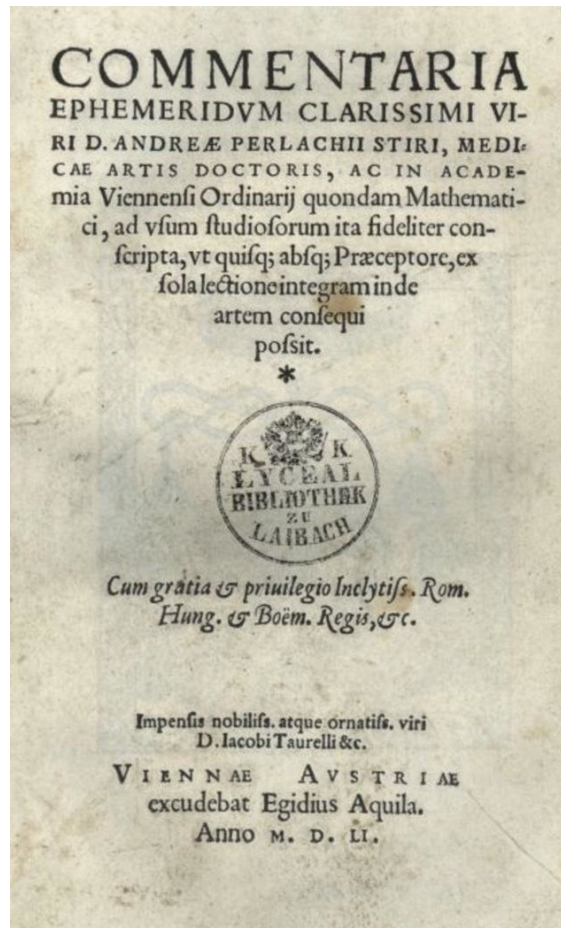 COMMENTARIA
EPHEMERIDVM CLARISSIMI VI-
RI D. ANDREÆ PERLACHII STIRI, MEDI-
CAE ARTIS DOCTORIS, AC IN ACADE-
mia Viennenſi Ordinarij quondam Mathemati-
ci, ad vſum ſtudioſorum ita fideliter con-
ſcripta, vt quiſq; abſq; Præceptore, ex
ſola lectione integram inde
artem conſequi
poſsit.
*
K K
LYCEAL
BIBLIOTHEK
ZU
LAIBACH
Cum gratia & priuilegio Inclytiſs. Rom.
Hung. & Boëm. Regis, &c.
Impenſis nobiliſs. atque ornatiſs. viri
D. Iacobi Taurelli &c.
VIENNAE AVSTRIAE
excudebat Egidius Aquila.
Anno M. D. LI.